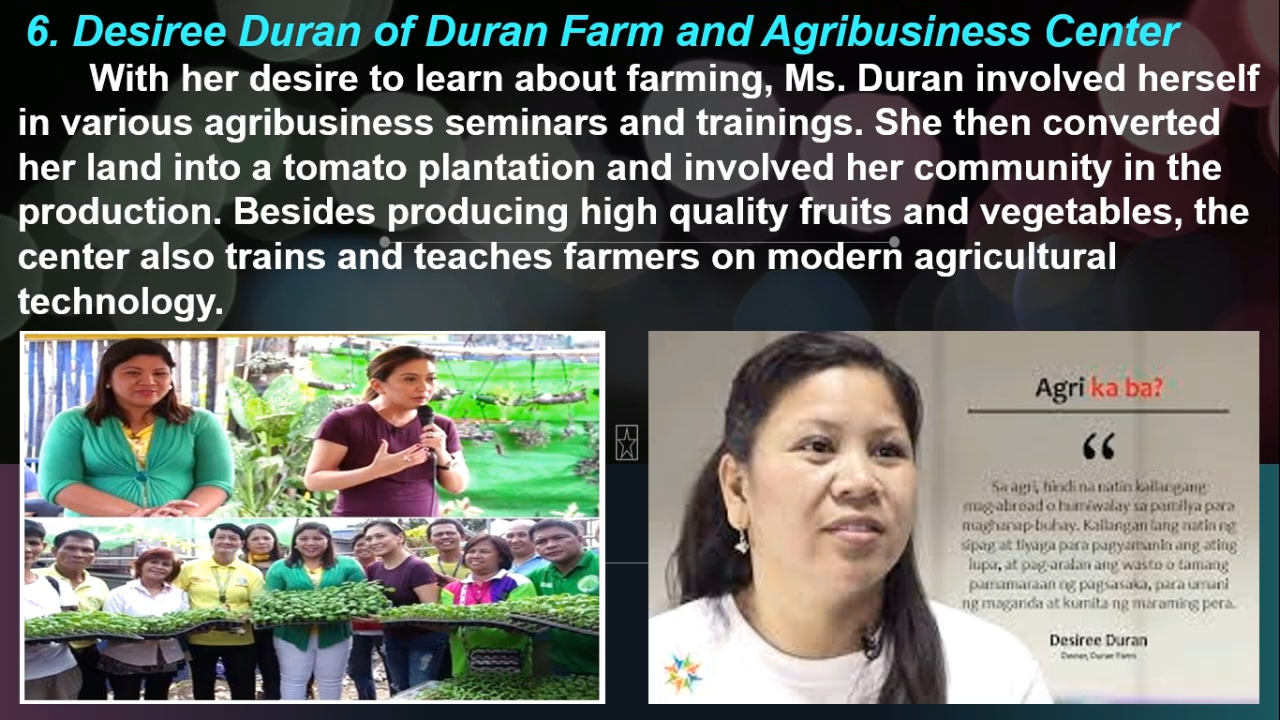 6. Desiree Duran of Duran Farm and Agribusiness Center
With her desire to learn about farming, Ms. Duran involved herself
in various agribusiness seminars and trainings. She then converted
her land into a tomato plantation and involved her community in the
production. Besides producing high quality fruits and vegetables, the
center also trains and teaches farmers on modern agricultural
technology.
Agri ka ba?
“
Sa agri, hindi na natin kailangang
mag-abroad o humiwalay sa pamilya para
maghanap-buhay. Kailangan lang natin ng
sipag at tiyaga para pagyamanin ang ating
lupa, at pag-aralan ang wasto o tamang
pamamaraan ng pagsasaka, para umani
ng maganda at kumita ng maraming pera.
Desiree Duran
Owner, Duran Farms